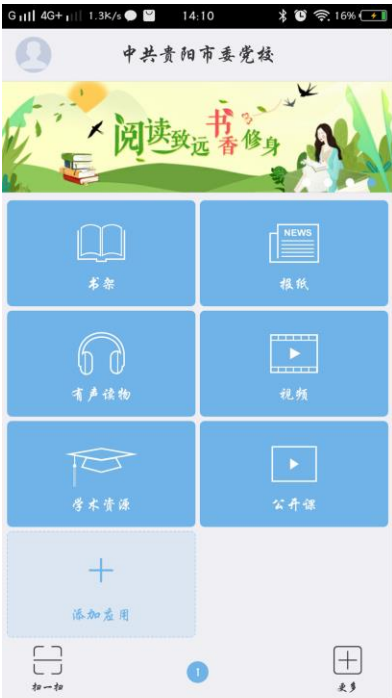 G 4G+ 1.3K/s 14:10 16%
中共贵阳市委党校
阅读致远 书香修身
NEWS
书架 报纸
有声读物 视频
学术资源 公开课
添加应用
扫一扫 1 更多